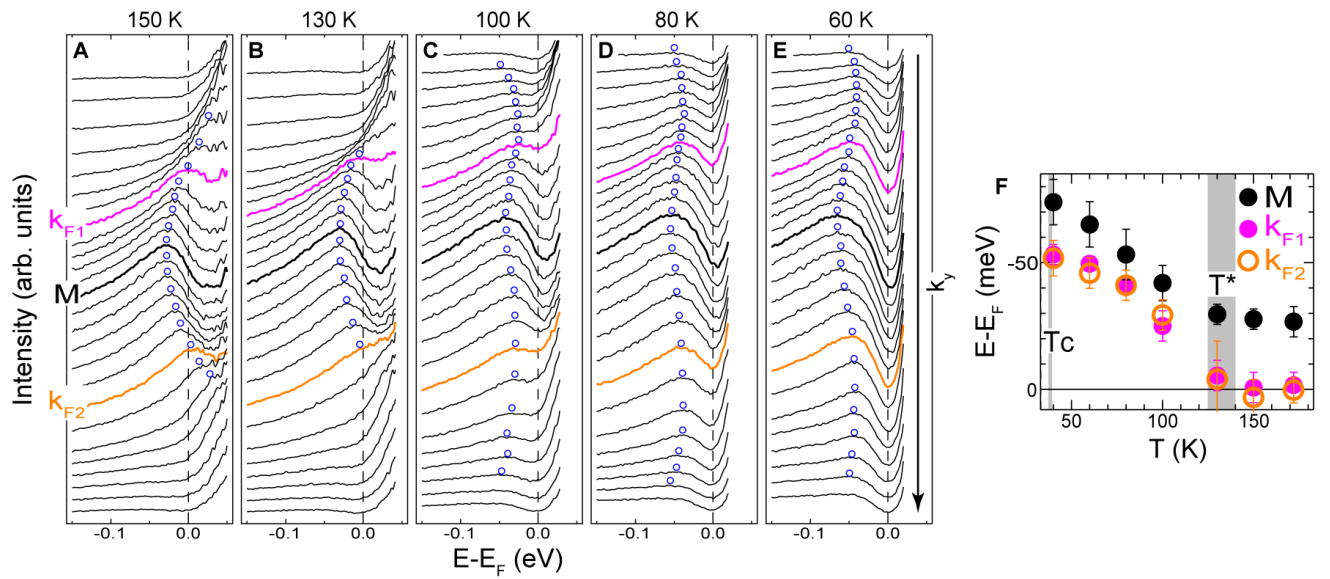 150 K
130 K
100 K
80 K
60 K
A
B
C
D
E
Intensity (arb. units)
kF1
M
kF2
ky
-0.1
0.0
-0.1
0.0
-0.1
0.0
-0.1
0.0
-0.1
0.0
E-EF (eV)
F
M
kF1
kF2
T*
Tc
E-EF (meV)
-50
0
50
100
150
T (K)